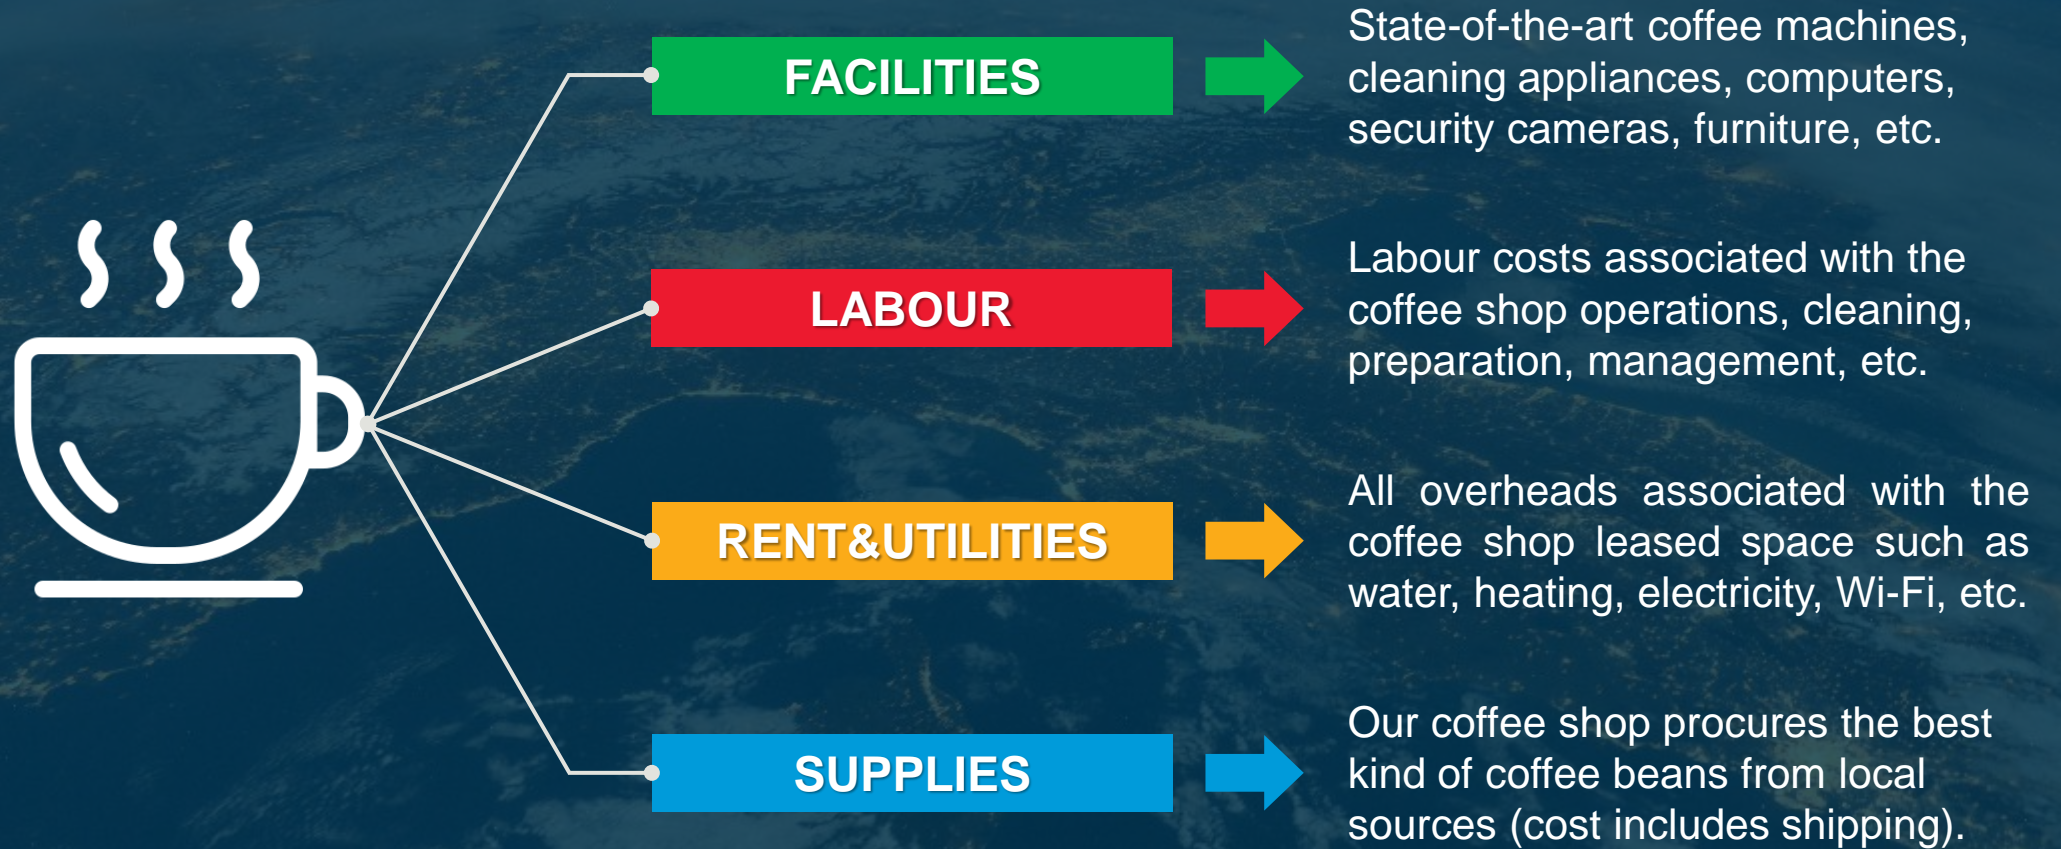 FACILITIES
State-of-the-art coffee machines,
cleaning appliances, computers,
security cameras, furniture, etc.
LABOUR
Labour costs associated with the
coffee shop operations, cleaning,
preparation, management, etc.
RENT&UTILITIES
All overheads associated with the
coffee shop leased space such as
water, heating, electricity, Wi-Fi, etc.
SUPPLIES
Our coffee shop procures the best
kind of coffee beans from local
sources (cost includes shipping).